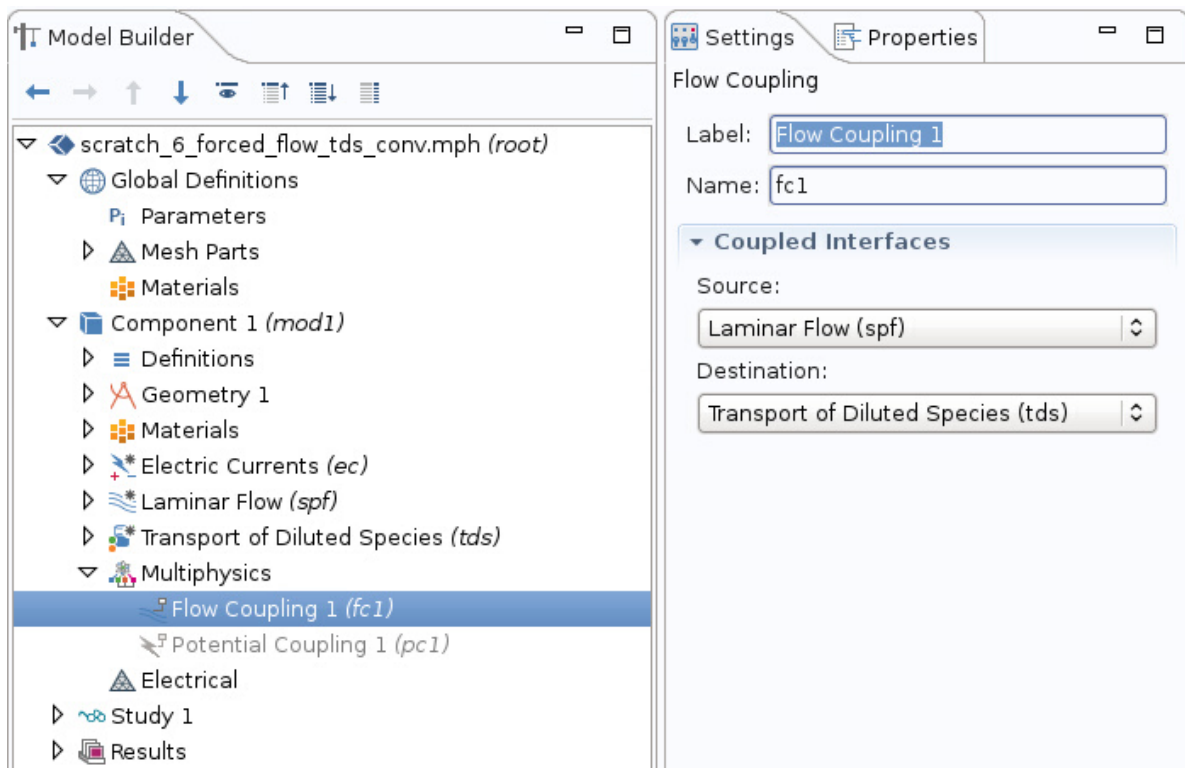 Model Builder
scratch_6_forced_flow_tds_conv.mph (root)
Global Definitions
Pi Parameters
Mesh Parts
Materials
Component 1 (mod1)
Definitions
Geometry 1
Materials
Electric Currents (ec)
Laminar Flow (spf)
Transport of Diluted Species (tds)
Multiphysics
Flow Coupling 1 (fc1)
Potential Coupling 1 (pc1)
Electrical
Study 1
Results
Settings
Properties
Flow Coupling
Label: Flow Coupling 1
Name: fc1
Coupled Interfaces
Source:
Laminar Flow (spf)
Destination:
Transport of Diluted Species (tds)